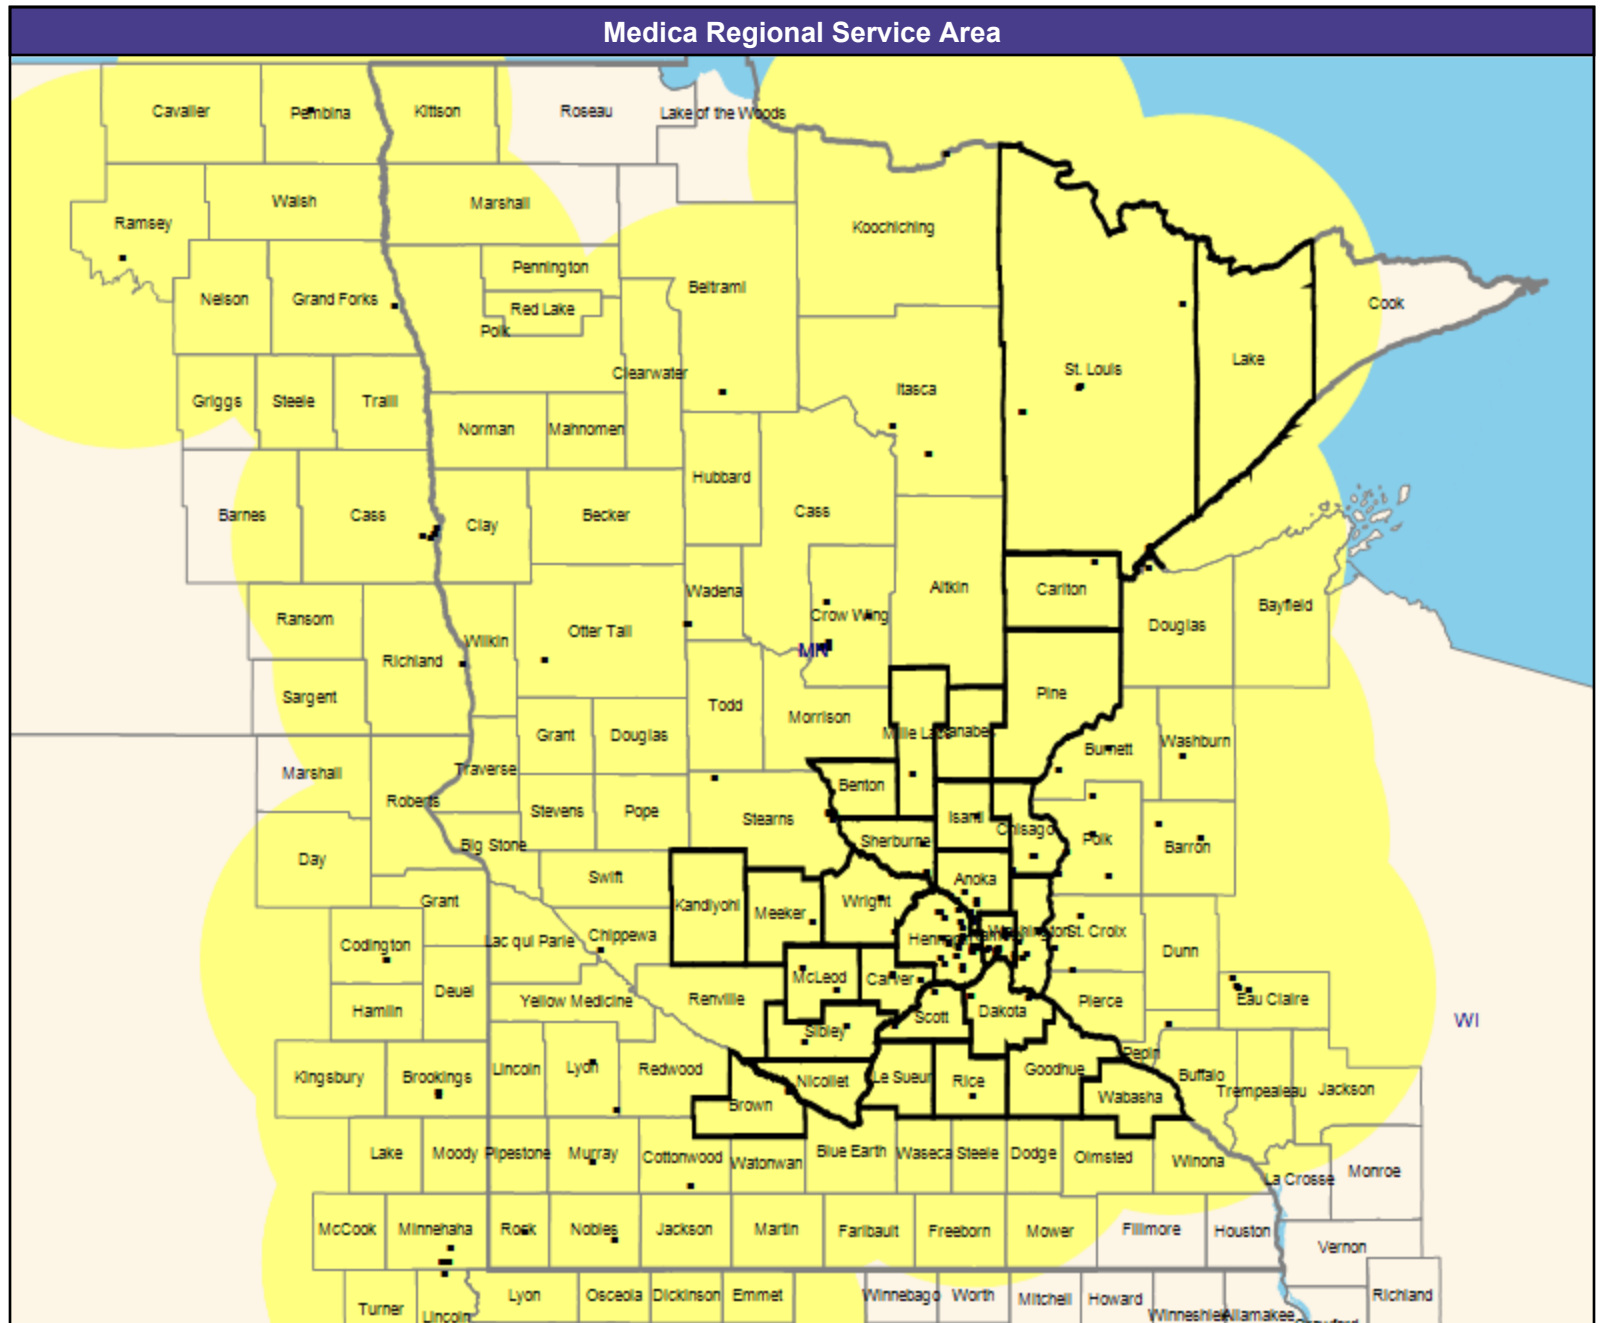 Medica Regional Service Area
Cavalier
Pembina
Kittson
Roseau
Lake of the Woods
Walsh
Marshall
Ramsey
Koochiching
Pennington
Nelson
Grand Forks
Red Lake
Beltrami
Cook
Polk
Clearwater
St. Louis
Lake
Itasca
Griggs
Steele
Traill
Norman
Mahnomen
Hubbard
Cass
Barnes
Cass
Clay
Becker
Wadena
Aitkin
Carlton
Crow Wing
Bayfield
Ransom
Wilkin
Otter Tail
Douglas
MN
Richland
Sargent
Todd
Morrison
Pine
Grant
Douglas
Kanabec
Burnett
Washburn
Marshall
Traverse
Roberts
Benton
Stevens
Pope
Stearns
Isanti
Chisago
Sherburne
Polk
Barron
Big Stone
Day
Swift
Anoka
Grant
Kandiyohi
Meeker
Wright
Codington
Lac qui Parle
Chippewa
Washington
St. Croix
Dunn
McLeod
Carver
Deuel
Hamlin
Yellow Medicine
Renville
Pierce
Eau Claire
Scott
Dakota
Sibley
WI
Pepin
Kingsbury
Brookings
Lincoln
Lyon
Redwood
Nicollet
Le Sueur
Rice
Goodhue
Buffalo
Trempealeau
Jackson
Brown
Wabasha
Lake
Moody
Pipestone
Murray
Cottonwood
Watonwan
Blue Earth
Waseca
Steele
Dodge
Olmsted
Winona
La Crosse
Monroe
McCook
Minnehaha
Rock
Nobles
Jackson
Martin
Faribault
Freeborn
Mower
Fillmore
Houston
Vernon
Turner
Lincoln
Lyon
Osceola
Dickinson
Emmet
Winnebago
Worth
Mitchell
Howard
Allamakee
Richland